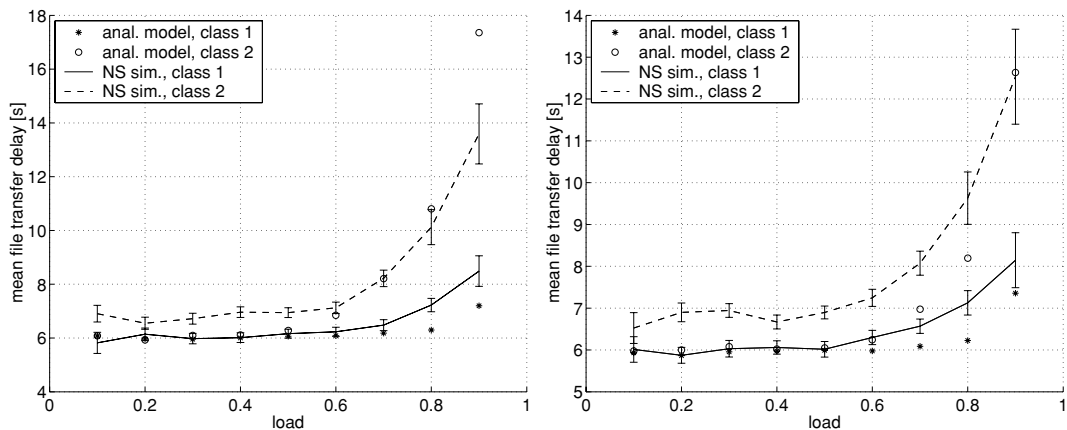 18
16
14
12
10
8
6
4
0
0.2
0.4
0.6
0.8
1
load
mean file transfer delay [s]
anal. model, class 1
anal. model, class 2
NS sim., class 1
NS sim., class 2
14
13
12
11
10
9
8
7
6
5
0
0.2
0.4
0.6
0.8
1
load
mean file transfer delay [s]
anal. model, class 1
anal. model, class 2
NS sim., class 1
NS sim., class 2